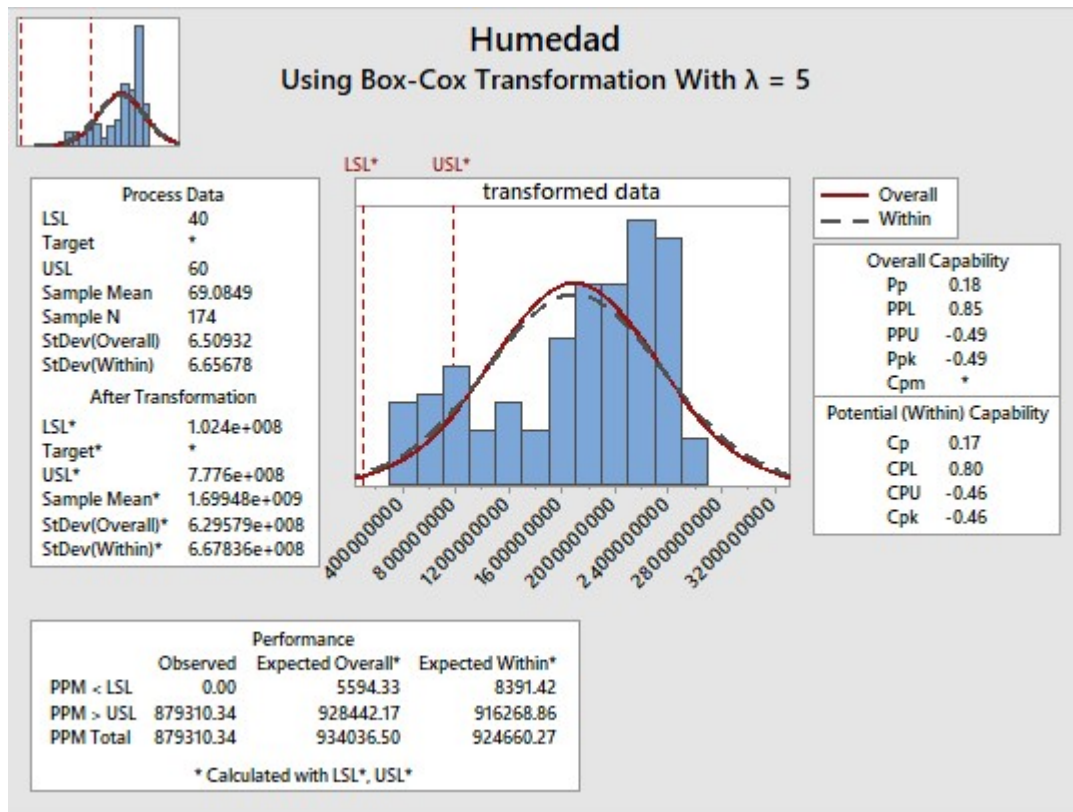 Humedad
Using Box-Cox Transformation With λ = 5
LSL* USL*
transformed data
Process Data
LSL 40
Target *
USL 60
Sample Mean 69.0849
Sample N 174
StDev(Overall) 6.50932
StDev(Within) 6.65678
After Transformation
LSL* 1.024e+008
Target* *
USL* 7.776e+008
Sample Mean* 1.69948e+009
StDev(Overall)* 6.29579e+008
StDev(Within)* 6.67836e+008
400000000 800000000 1200000000 1600000000 2000000000 2400000000 2800000000 3200000000
Overall
Within
Overall Capability
Pp 0.18
PPL 0.85
PPU -0.49
Ppk -0.49
Cpm *
Potential (Within) Capability
Cp 0.17
CPL 0.80
CPU -0.46
Cpk -0.46
Performance
Observed Expected Overall* Expected Within*
PPM < LSL 0.00 5594.33 8391.42
PPM > USL 879310.34 928442.17 916268.86
PPM Total 879310.34 934036.50 924660.27
* Calculated with LSL*, USL*